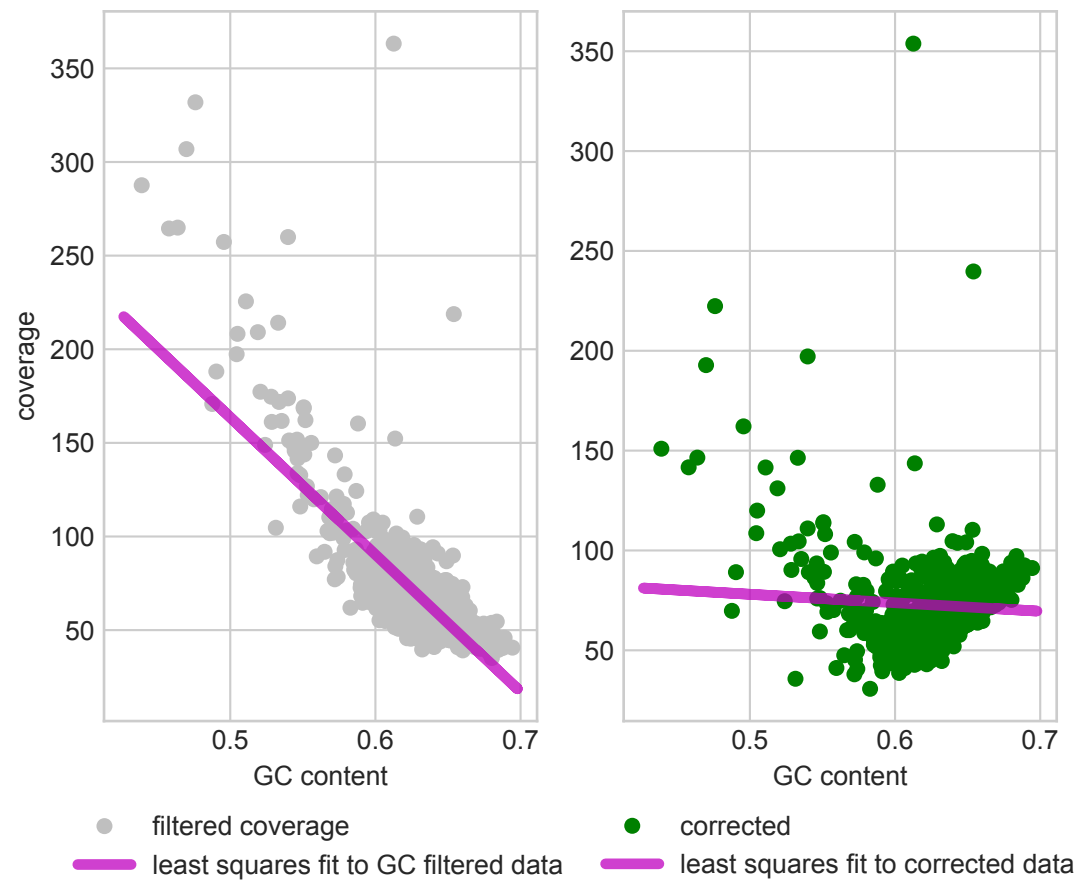 350
300
250
200
150
100
50
coverage
0.5 0.6 0.7
GC content
350
300
250
200
150
100
50
0.5 0.6 0.7
GC content
filtered coverage
least squares fit to GC filtered data
corrected
least squares fit to corrected data